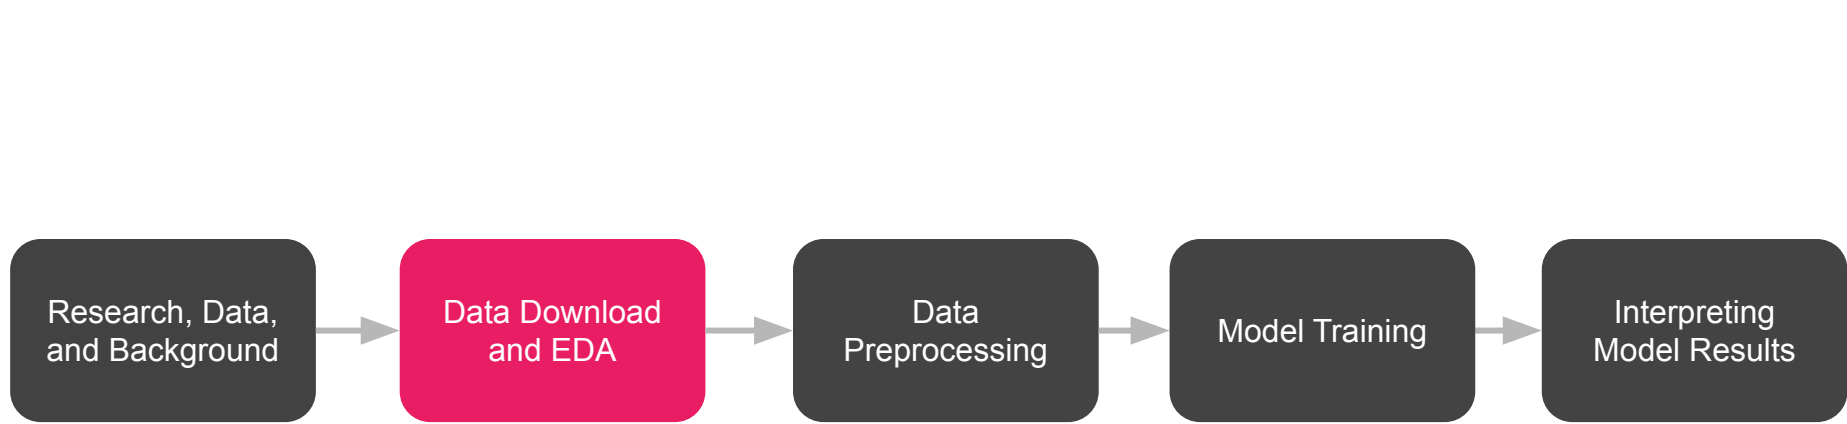 Research, Data,
and Background
Data Download
and EDA
Data
Preprocessing
Model Training
Interpreting
Model Results